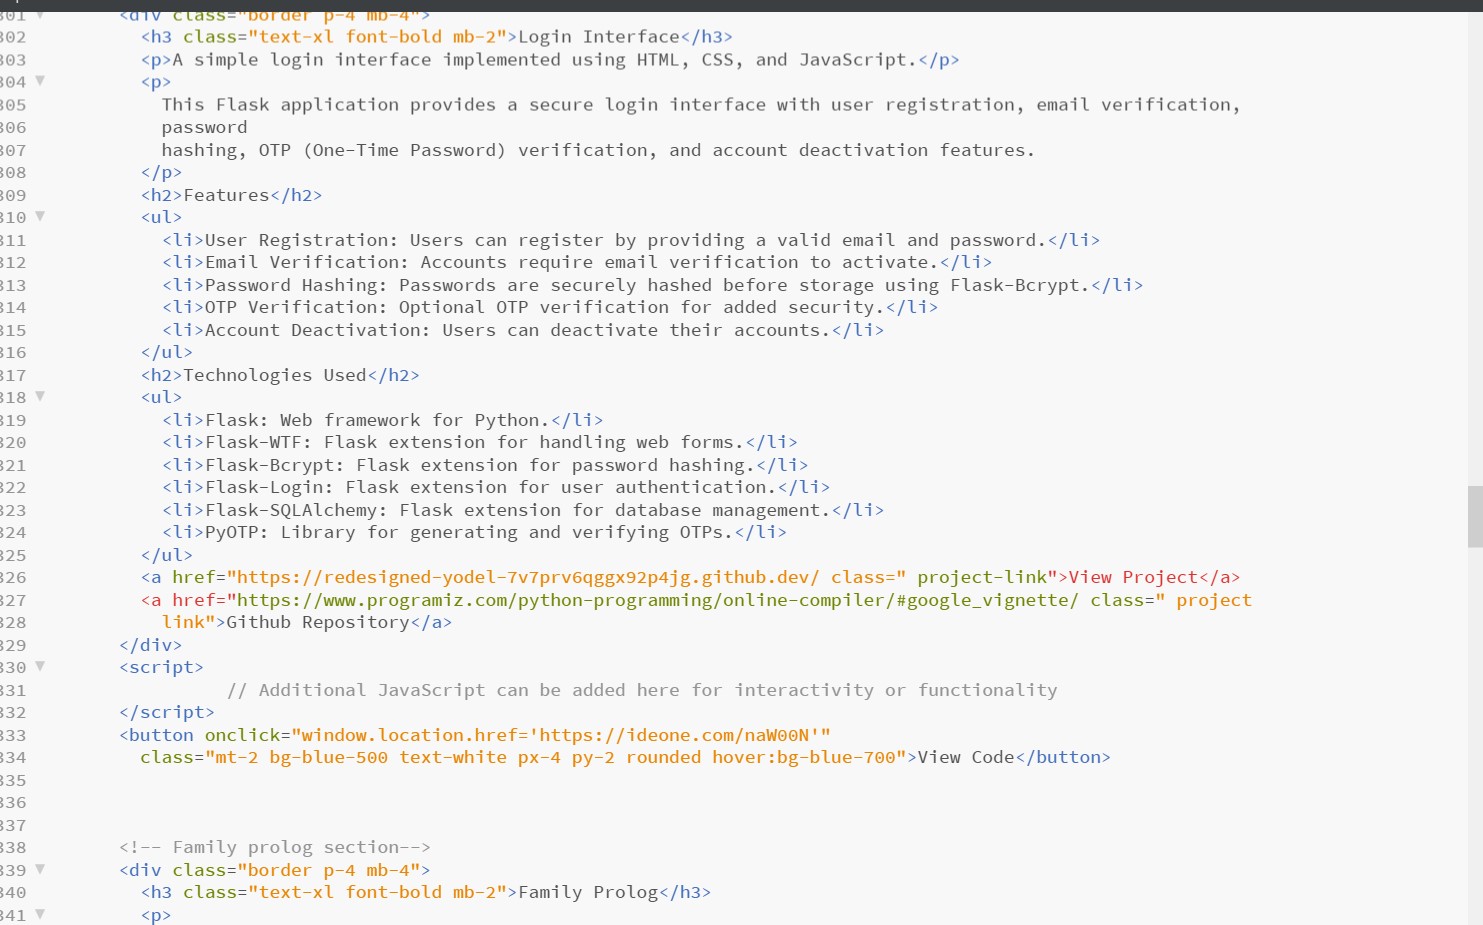 301 <div class="border p-4 mb-4">
302 <h3 class="text-xl font-bold mb-2">Login Interface</h3>
303 <p>A simple login interface implemented using HTML, CSS, and JavaScript.</p>
304 <p>
305 This Flask application provides a secure login interface with user registration, email verification,
306 password
307 hashing, OTP (One-Time Password) verification, and account deactivation features.
308 </p>
309 <h2>Features</h2>
310 <ul>
311 <li>User Registration: Users can register by providing a valid email and password.</li>
312 <li>Email Verification: Accounts require email verification to activate.</li>
313 <li>Password Hashing: Passwords are securely hashed before storage using Flask-Bcrypt.</li>
314 <li>OTP Verification: Optional OTP verification for added security.</li>
315 <li>Account Deactivation: Users can deactivate their accounts.</li>
316 </ul>
317 <h2>Technologies Used</h2>
318 <ul>
319 <li>Flask: Web framework for Python.</li>
320 <li>Flask-WTF: Flask extension for handling web forms.</li>
321 <li>Flask-Bcrypt: Flask extension for password hashing.</li>
322 <li>Flask-Login: Flask extension for user authentication.</li>
323 <li>Flask-SQLAlchemy: Flask extension for database management.</li>
324 <li>PyOTP: Library for generating and verifying OTPs.</li>
325 </ul>
326 <a href="https://redesigned-yodel-7v7prv6qggx92p4jg.github.dev/ class=" project-link">View Project</a>
327 <a href="https://www.programiz.com/python-programming/online-compiler/#google_vignette/ class=" project
328 link">Github Repository</a>
329 </div>
330 <script>
331 // Additional JavaScript can be added here for interactivity or functionality
332 </script>
333 <button onclick="window.location.href='https://ideone.com/naW00N'"
334 class="mt-2 bg-blue-500 text-white px-4 py-2 rounded hover:bg-blue-700">View Code</button>
335
336
337
338 <!-- Family prolog section-->
339 <div class="border p-4 mb-4">
340 <h3 class="text-xl font-bold mb-2">Family Prolog</h3>
341 <p>